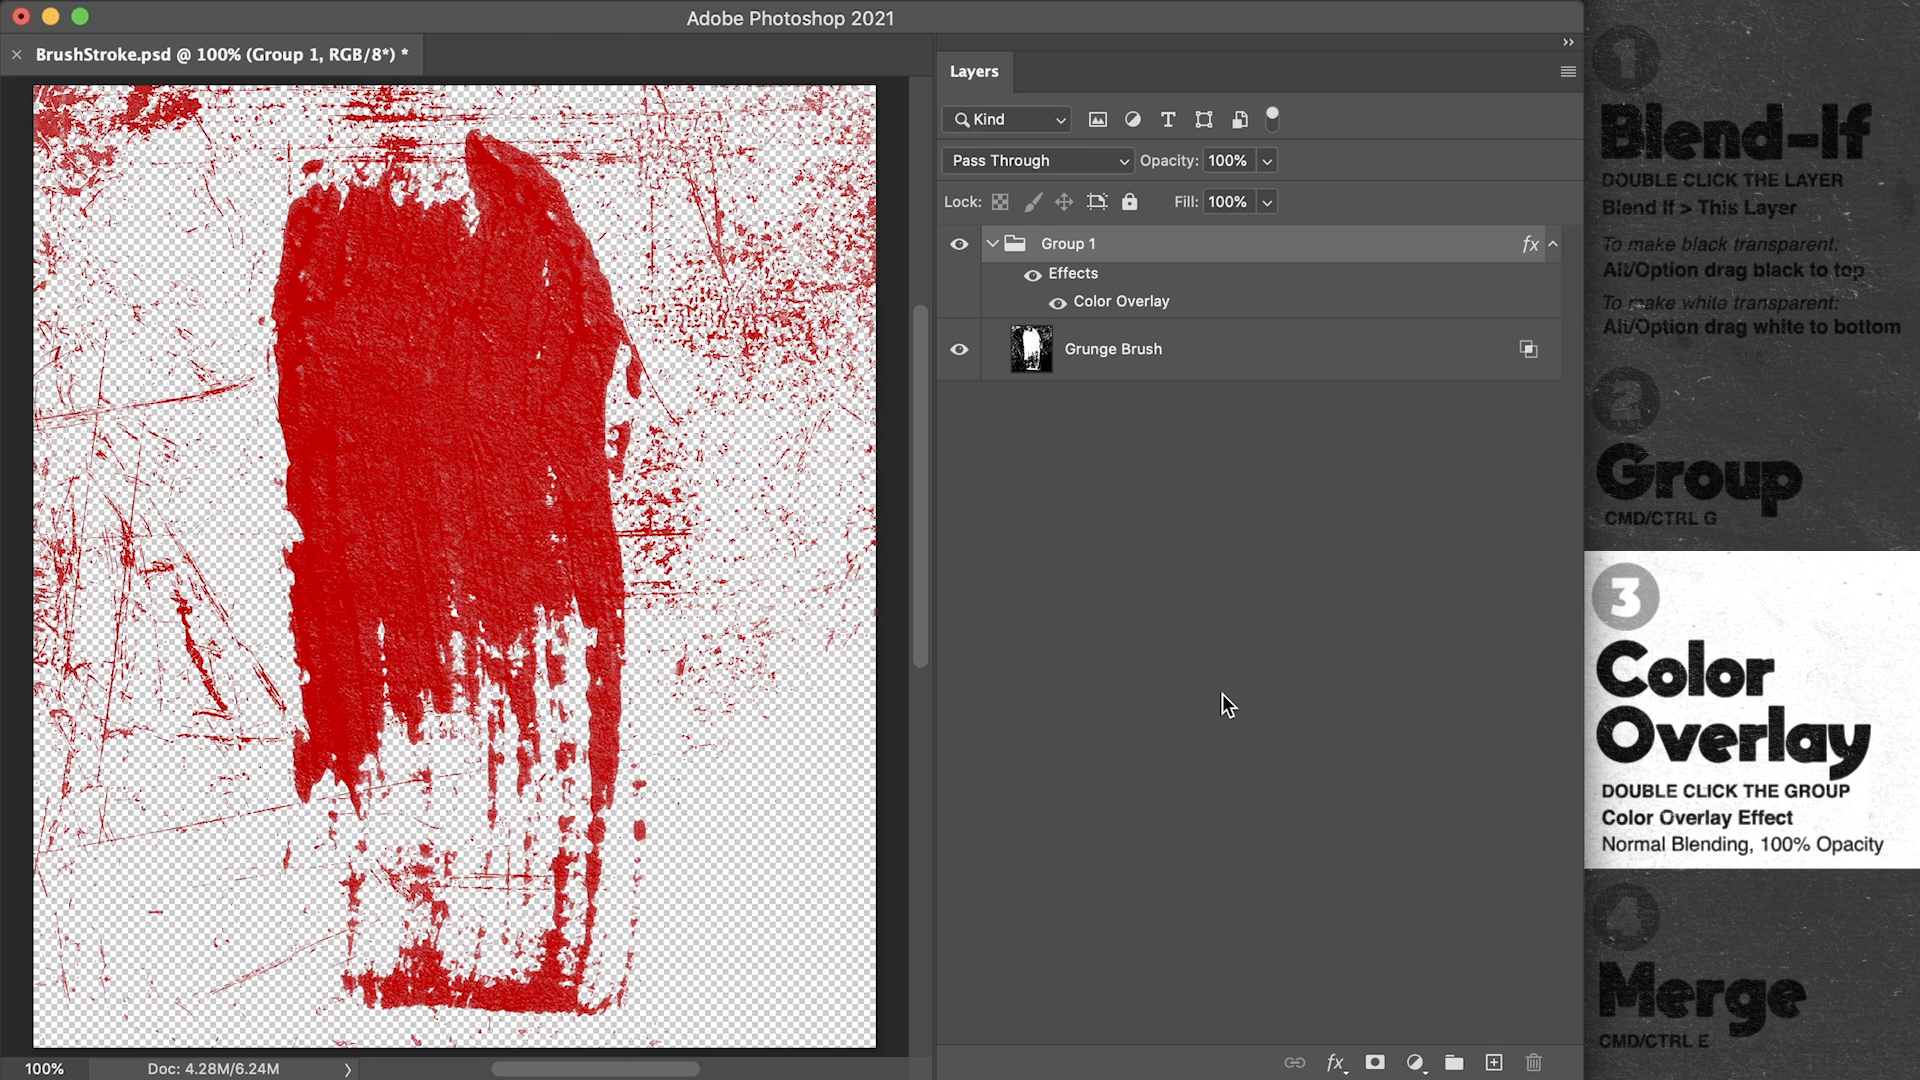 Adobe Photoshop 2021
BrushStroke.psd @ 100% (Group 1, RGB/8*) *
Layers
Kind
Pass Through
Opacity: 100%
Lock:
Fill: 100%
Group 1
fx
Effects
Color Overlay
Grunge Brush
100%
Doc: 4.28M/6.24M
fx
1
Blend-If
DOUBLE CLICK THE LAYER
Blend If > This Layer
To make black transparent:
Alt/Option drag black to top
To make white transparent:
Alt/Option drag white to bottom
2
Group
CMD/CTRL G
3
Color
Overlay
DOUBLE CLICK THE GROUP
Color Overlay Effect
Normal Blending, 100% Opacity
4
Merge
CMD/CTRL E